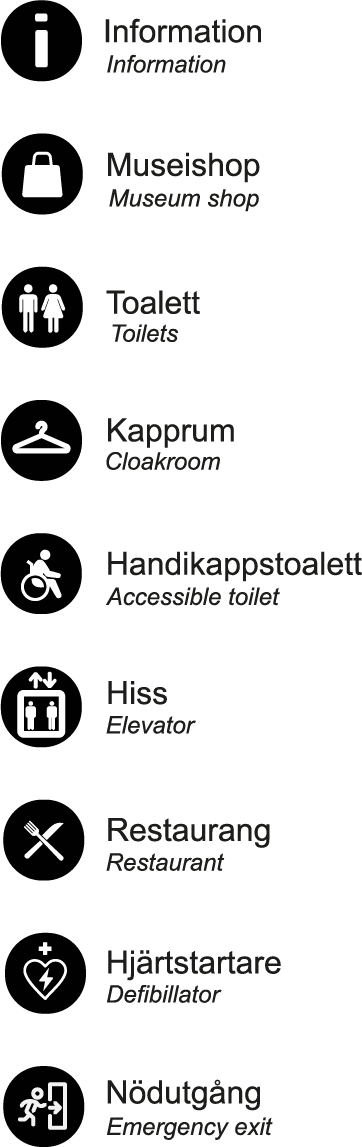 Information
Information
Museishop
Museum shop
Toalett
Toilets
Kapprum
Cloakroom
Handikappstoalett
Accessible toilet
Hiss
Elevator
Restaurang
Restaurant
Hjärtstartare
Defibillator
Nödutgång
Emergency exit